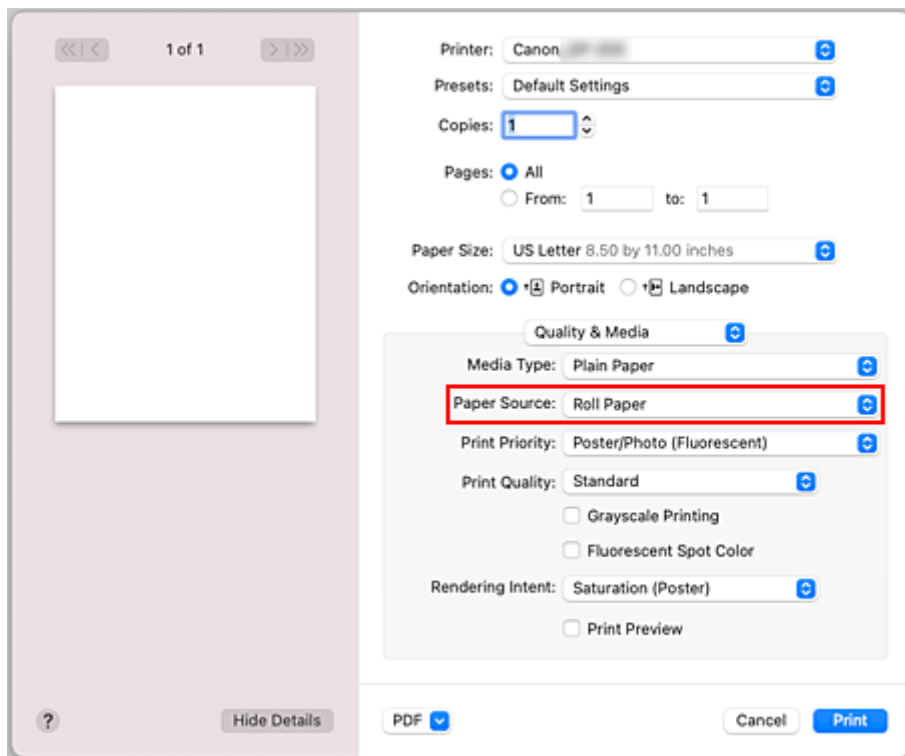 1 of 1
Printer: Canon
Presets: Default Settings
Copies: 1
Pages: All
From: 1 to: 1
Paper Size: US Letter 8.50 by 11.00 inches
Orientation: Portrait Landscape
Quality & Media
Media Type: Plain Paper
Paper Source: Roll Paper
Print Priority: Poster/Photo (Fluorescent)
Print Quality: Standard
Grayscale Printing
Fluorescent Spot Color
Rendering Intent: Saturation (Poster)
Print Preview
? Hide Details PDF Cancel Print